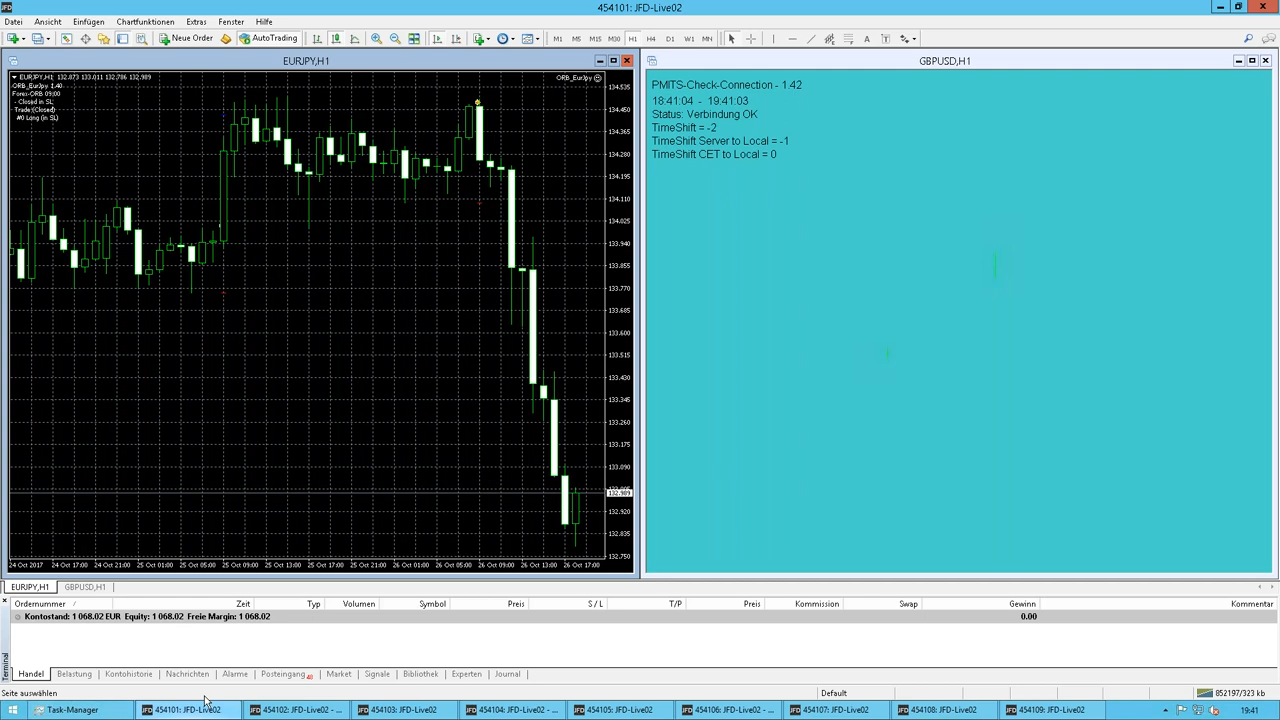 454101: JFD-Live02
Datei Ansicht Einfügen Chartfunktionen Extras Fenster Hilfe
New Order AutoTrading M1 M5 M15 M30 H1 H4 D1 W1 MN
EURJPY,H1
EURJPY,H1 132.873 133.011 132.786 132.989
ORB_EurJpy 1.40
Forex-ORB 09:00
- Closed in SL
Trade:(Closed)
#0 Long (in SL)
ORB_EurJpy
134.535
134.450
134.365
134.280
134.195
134.110
134.025
133.940
133.855
133.770
133.685
133.600
133.515
133.430
133.345
133.260
133.175
133.090
132.989
132.920
132.835
132.750
24 Oct 2017 24 Oct 17:00 24 Oct 21:00 25 Oct 05:00 25 Oct 09:00 25 Oct 13:00 25 Oct 17:00 25 Oct 21:00 26 Oct 05:00 26 Oct 09:00 26 Oct 13:00 26 Oct 17:00
GBPUSD,H1
PMITS-Check-Connection - 1.42
18:41:04 - 19:41:03
Status: Verbindung OK
TimeShift = -2
TimeShift Server to Local = -1
TimeShift CET to Local = 0
EURJPY,H1 GBPUSD,H1
Ordernummer Zeit Typ Volumen Symbol Preis S / L T/P Preis Kommission Swap Gewinn Kommentar
Kontostand: 1 068.02 EUR Equity: 1 068.02 Freie Margin: 1 068.02 0.00
Terminal
Handel Belastung Kontohistorie Nachrichten Alarme Posteingang Market Signale Bibliothek Experten Journal
Seite auswählen Default 852197/323 kb
Task-Manager 454101: JFD-Live02 454102: JFD-Live02 - ... 454103: JFD-Live02 454104: JFD-Live02 - ... 454105: JFD-Live02 454106: JFD-Live02 - ... 454107: JFD-Live02 454108: JFD-Live02 454109: JFD-Live02 19:41